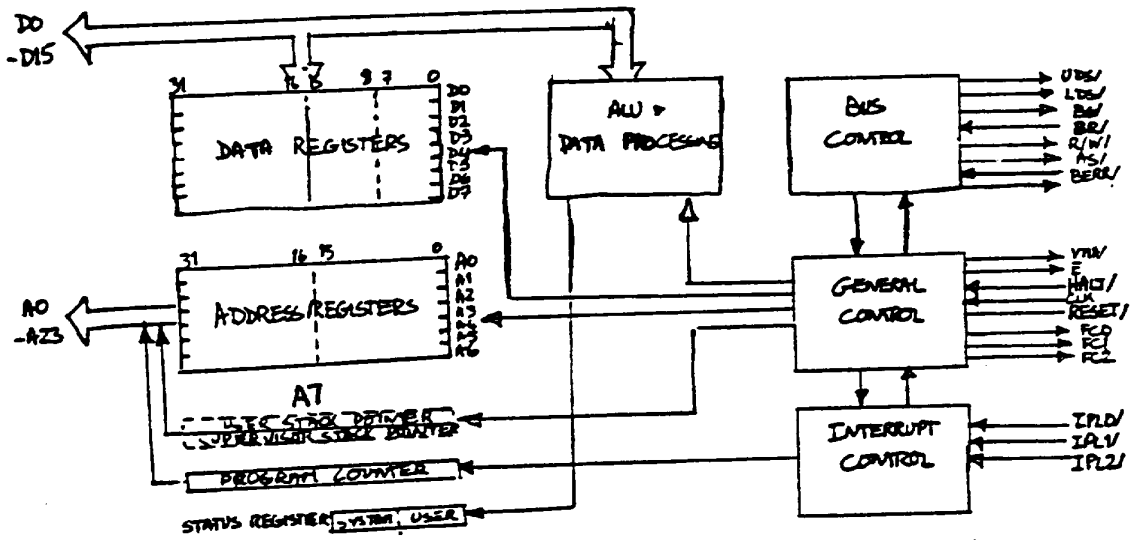 D0
-D15
31
16 15
8 7
0
DATA REGISTERS
D0
D1
D2
D3
D4
D5
D6
D7
ALU &
DATA PROCESSING
BUS
CONTROL
UDS/
LDS/
BG/
BR/
R/W/
AS/
BERR/
31
16 15
0
ADDRESS REGISTERS
A0
A1
A2
A3
A4
A5
A6
A0
-A23
GENERAL
CONTROL
VMA/
E
HALT/
CLK
RESET/
FC0
FC1
FC2
A7
USER STACK POINTER
SUPERVISOR STACK POINTER
PROGRAM COUNTER
INTERRUPT
CONTROL
IPL0/
IPL1/
IPL2/
STATUS REGISTER SYSTEM USER